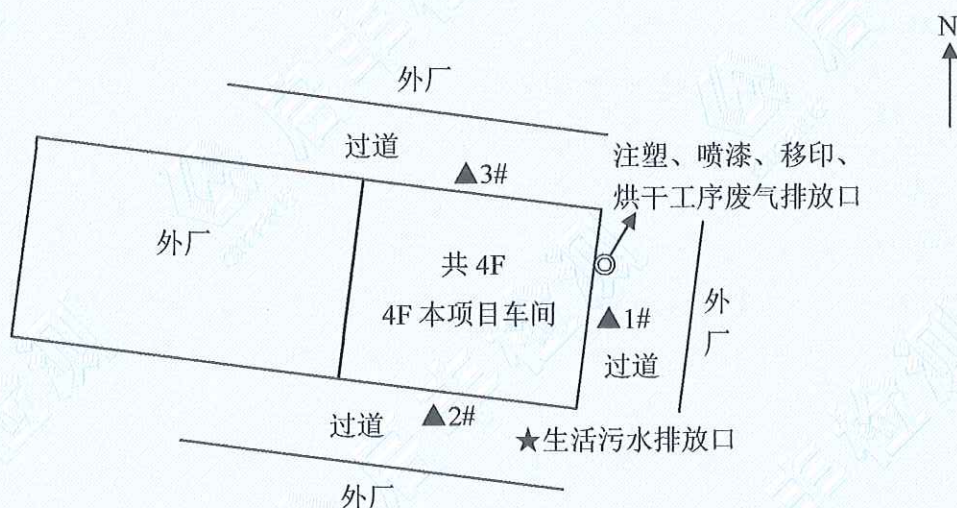 N
外厂
过道
▲3#
注塑、喷漆、移印、
烘干工序废气排放口
外厂
共 4F
4F 本项目车间
▲1#
过道
外厂
▲2#
过道
★生活污水排放口
外厂